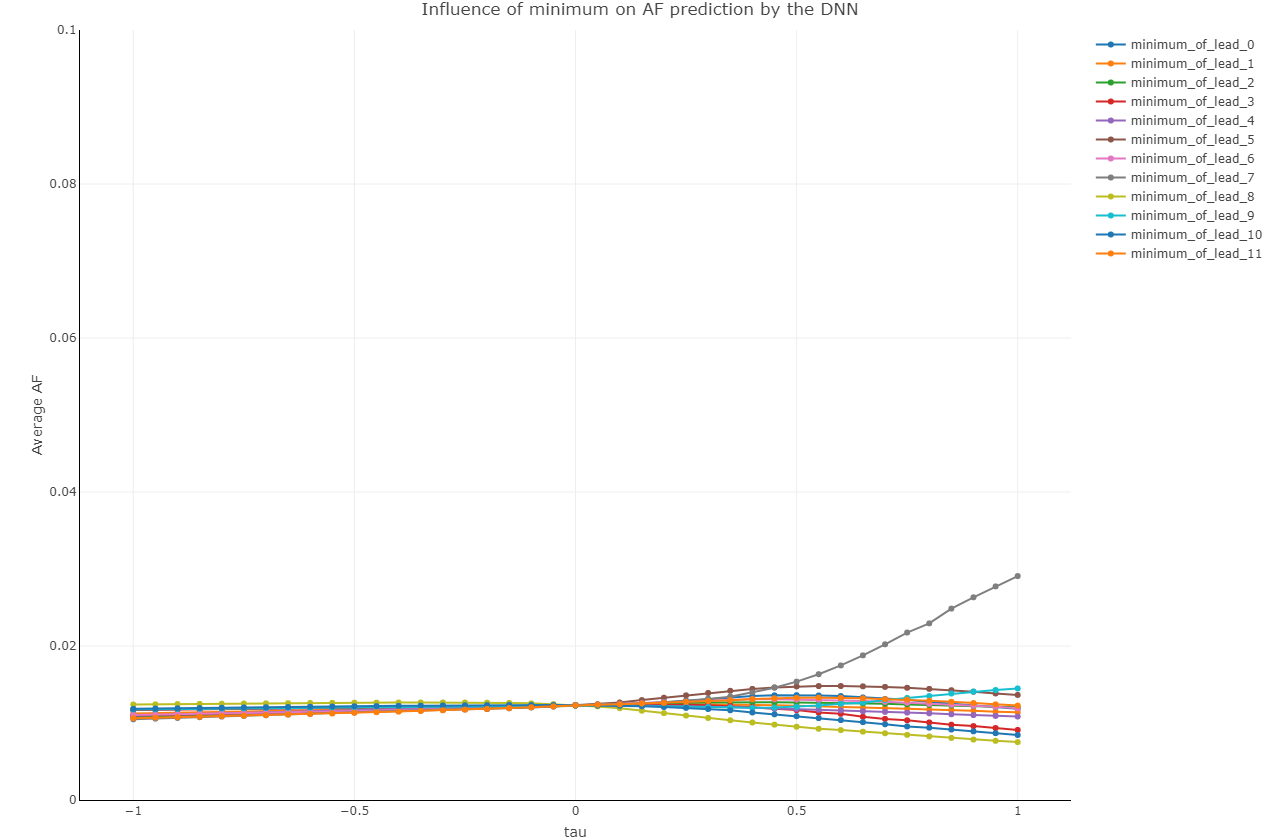 Influence of minimum on AF prediction by the DNN
0.1
0.08
0.06
0.04
0.02
0
Average AF
−1
−0.5
0
0.5
1
tau
minimum_of_lead_0
minimum_of_lead_1
minimum_of_lead_2
minimum_of_lead_3
minimum_of_lead_4
minimum_of_lead_5
minimum_of_lead_6
minimum_of_lead_7
minimum_of_lead_8
minimum_of_lead_9
minimum_of_lead_10
minimum_of_lead_11